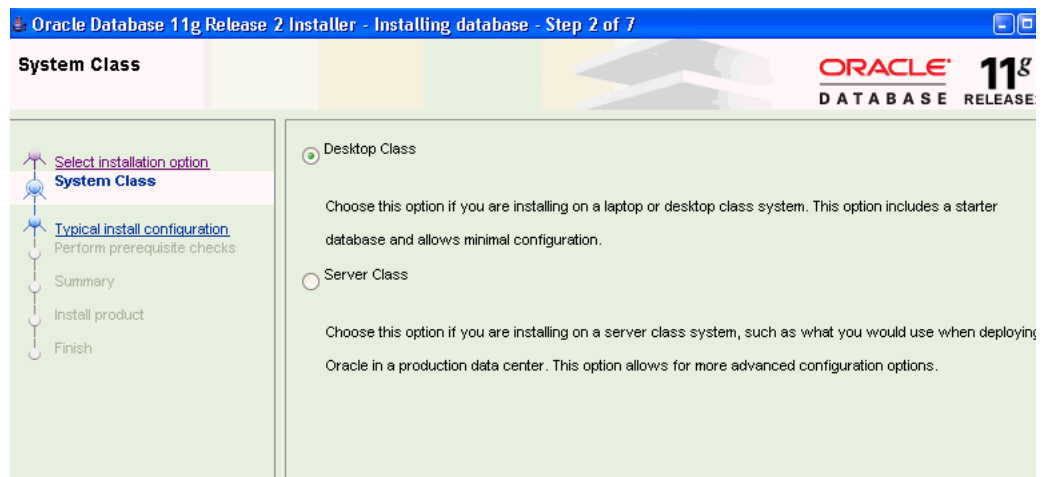 Oracle Database 11g Release 2 Installer - Installing database - Step 2 of 7
System Class
ORACLE
DATABASE
11g
RELEASE
Select installation option
System Class
Typical install configuration
Perform prerequisite checks
Summary
Install product
Finish
Desktop Class
Choose this option if you are installing on a laptop or desktop class system. This option includes a starter
database and allows minimal configuration.
Server Class
Choose this option if you are installing on a server class system, such as what you would use when deploying
Oracle in a production data center. This option allows for more advanced configuration options.